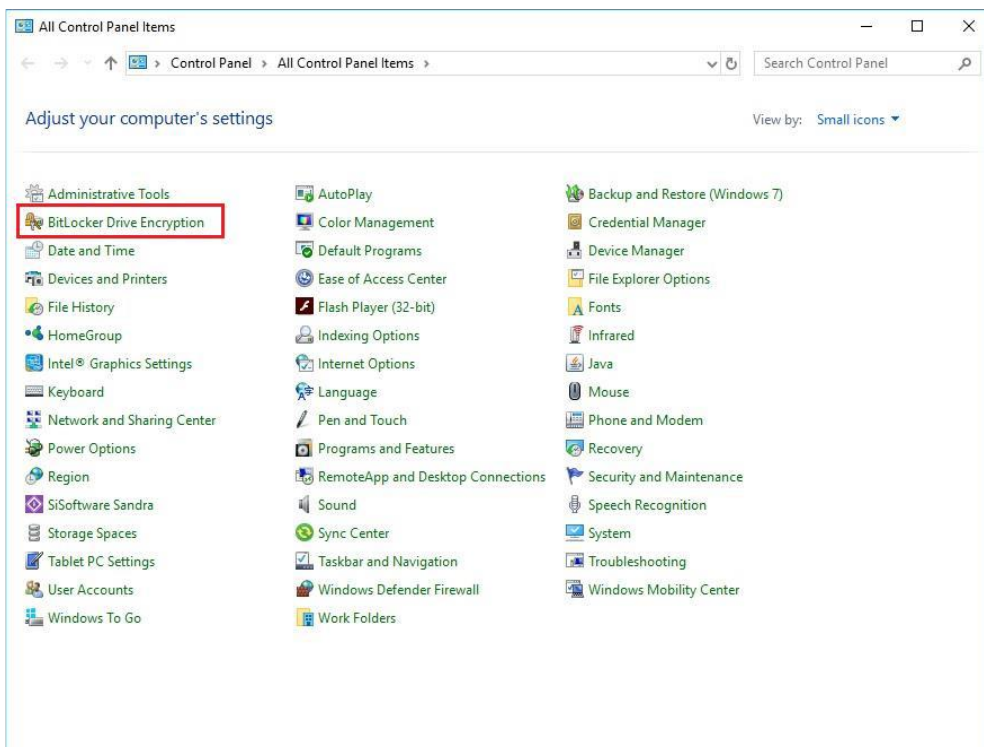 All Control Panel Items
Control Panel > All Control Panel Items >
Search Control Panel
Adjust your computer's settings
View by: Small icons
Administrative Tools
AutoPlay
Backup and Restore (Windows 7)
BitLocker Drive Encryption
Color Management
Credential Manager
Date and Time
Default Programs
Device Manager
Devices and Printers
Ease of Access Center
File Explorer Options
File History
Flash Player (32-bit)
Fonts
HomeGroup
Indexing Options
Infrared
Intel® Graphics Settings
Internet Options
Java
Keyboard
Language
Mouse
Network and Sharing Center
Pen and Touch
Phone and Modem
Power Options
Programs and Features
Recovery
Region
RemoteApp and Desktop Connections
Security and Maintenance
SiSoftware Sandra
Sound
Speech Recognition
Storage Spaces
Sync Center
System
Tablet PC Settings
Taskbar and Navigation
Troubleshooting
User Accounts
Windows Defender Firewall
Windows Mobility Center
Windows To Go
Work Folders